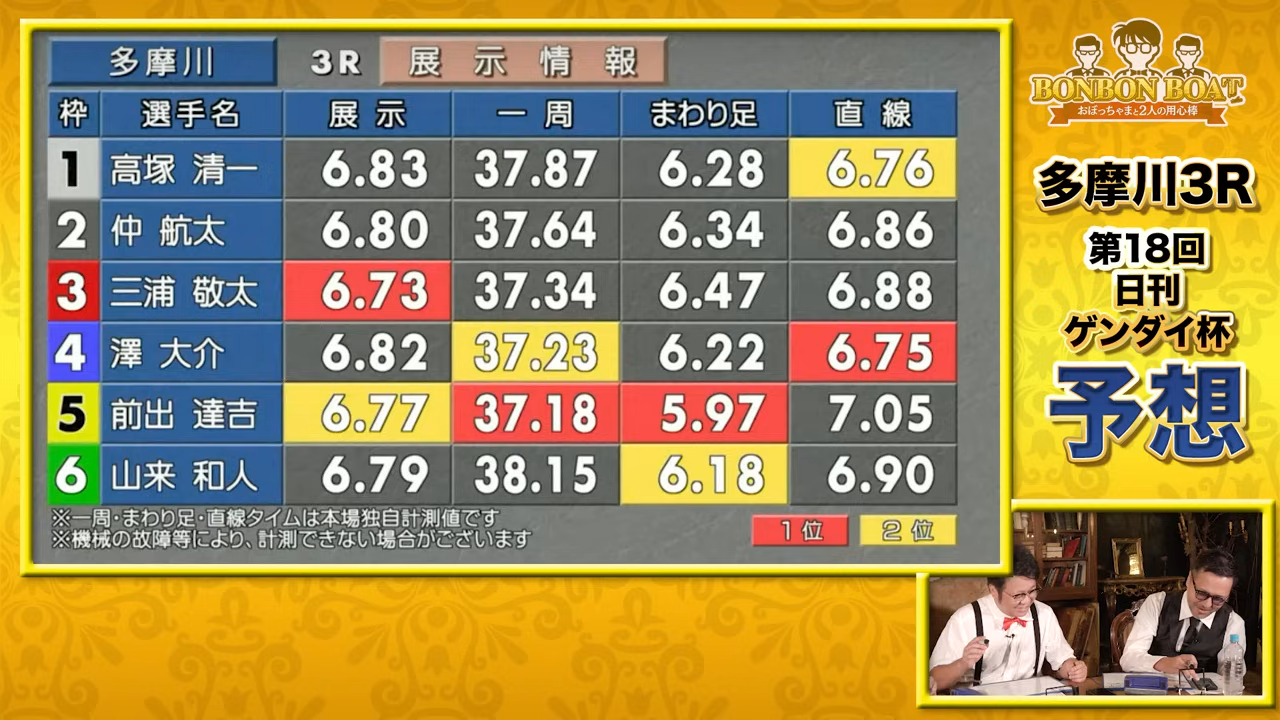 多摩川 3R 展示情報
枠 選手名 展示 一周 まわり足 直線
1 高塚 清一 6.83 37.87 6.28 6.76
2 仲 航太 6.80 37.64 6.34 6.86
3 三浦 敬太 6.73 37.34 6.47 6.88
4 澤 大介 6.82 37.23 6.22 6.75
5 前出 達吉 6.77 37.18 5.97 7.05
6 山来 和人 6.79 38.15 6.18 6.90
※一周・まわり足・直線タイムは本場独自計測値です
※機械の故障等により、計測できない場合がございます
1位 2位
BONBON BOAT
おぼっちゃまと2人の用心棒
多摩川3R
第18回
日刊
ゲンダイ杯
予想